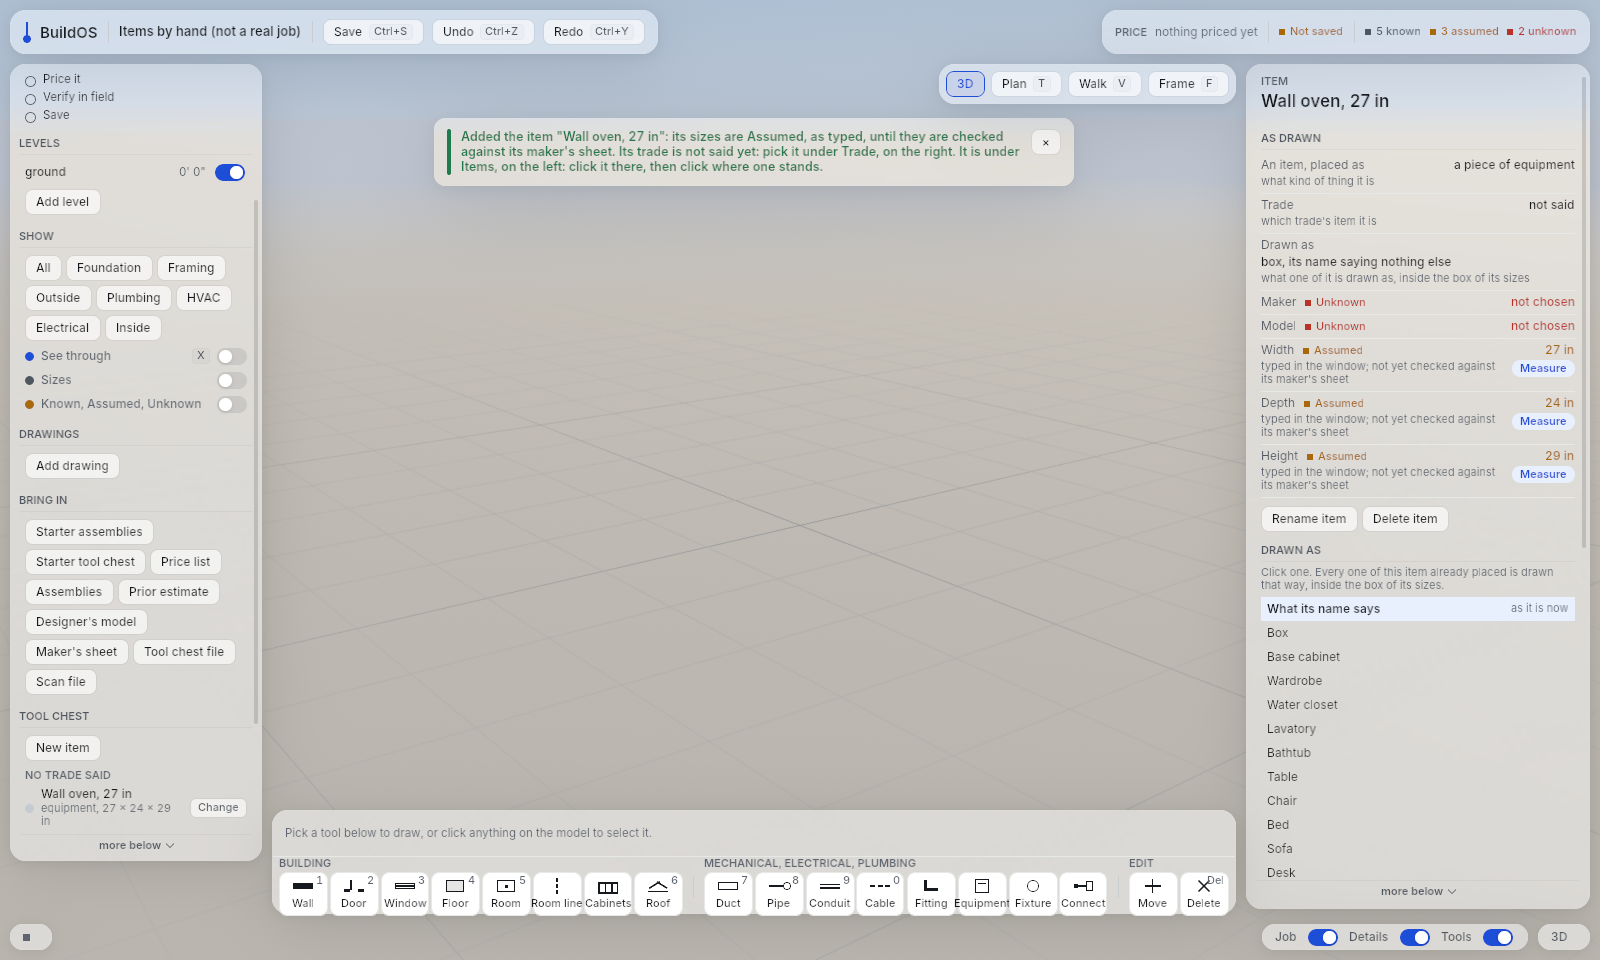 BuildOS
Items by hand (not a real job)
Save Ctrl+S
Undo Ctrl+Z
Redo Ctrl+Y
PRICE nothing priced yet
Not saved
5 known
3 assumed
2 unknown
Price it
Verify in field
Save
LEVELS
ground 0' 0"
Add level
SHOW
All Foundation Framing
Outside Plumbing HVAC
Electrical Inside
See through X
Sizes
Known, Assumed, Unknown
DRAWINGS
Add drawing
BRING IN
Starter assemblies
Starter tool chest Price list
Assemblies Prior estimate
Designer's model
Maker's sheet Tool chest file
Scan file
TOOL CHEST
New item
NO TRADE SAID
Wall oven, 27 in
equipment, 27 × 24 × 29
in
Change
more below
3D
Plan T
Walk V
Frame F
Added the item "Wall oven, 27 in": its sizes are Assumed, as typed, until they are checked
against its maker's sheet. Its trade is not said yet: pick it under Trade, on the right. It is under
Items, on the left: click it there, then click where one stands.
×
Pick a tool below to draw, or click anything on the model to select it.
BUILDING
1 Wall
2 Door
3 Window
4 Floor
5 Room
Room line
Cabinets
6 Roof
MECHANICAL, ELECTRICAL, PLUMBING
7 Duct
8 Pipe
9 Conduit
0 Cable
Fitting
Equipment
Fixture
Connect
EDIT
Move
Del Delete
ITEM
Wall oven, 27 in
AS DRAWN
An item, placed as a piece of equipment
what kind of thing it is
Trade not said
which trade's item it is
Drawn as
box, its name saying nothing else
what one of it is drawn as, inside the box of its sizes
Maker Unknown not chosen
Model Unknown not chosen
Width Assumed 27 in
typed in the window; not yet checked against
its maker's sheet
Measure
Depth Assumed 24 in
typed in the window; not yet checked against
its maker's sheet
Measure
Height Assumed 29 in
typed in the window; not yet checked against
its maker's sheet
Measure
Rename item Delete item
DRAWN AS
Click one. Every one of this item already placed is drawn
that way, inside the box of its sizes.
What its name says as it is now
Box
Base cabinet
Wardrobe
Water closet
Lavatory
Bathtub
Table
Chair
Bed
Sofa
Desk
more below
Job Details Tools
3D